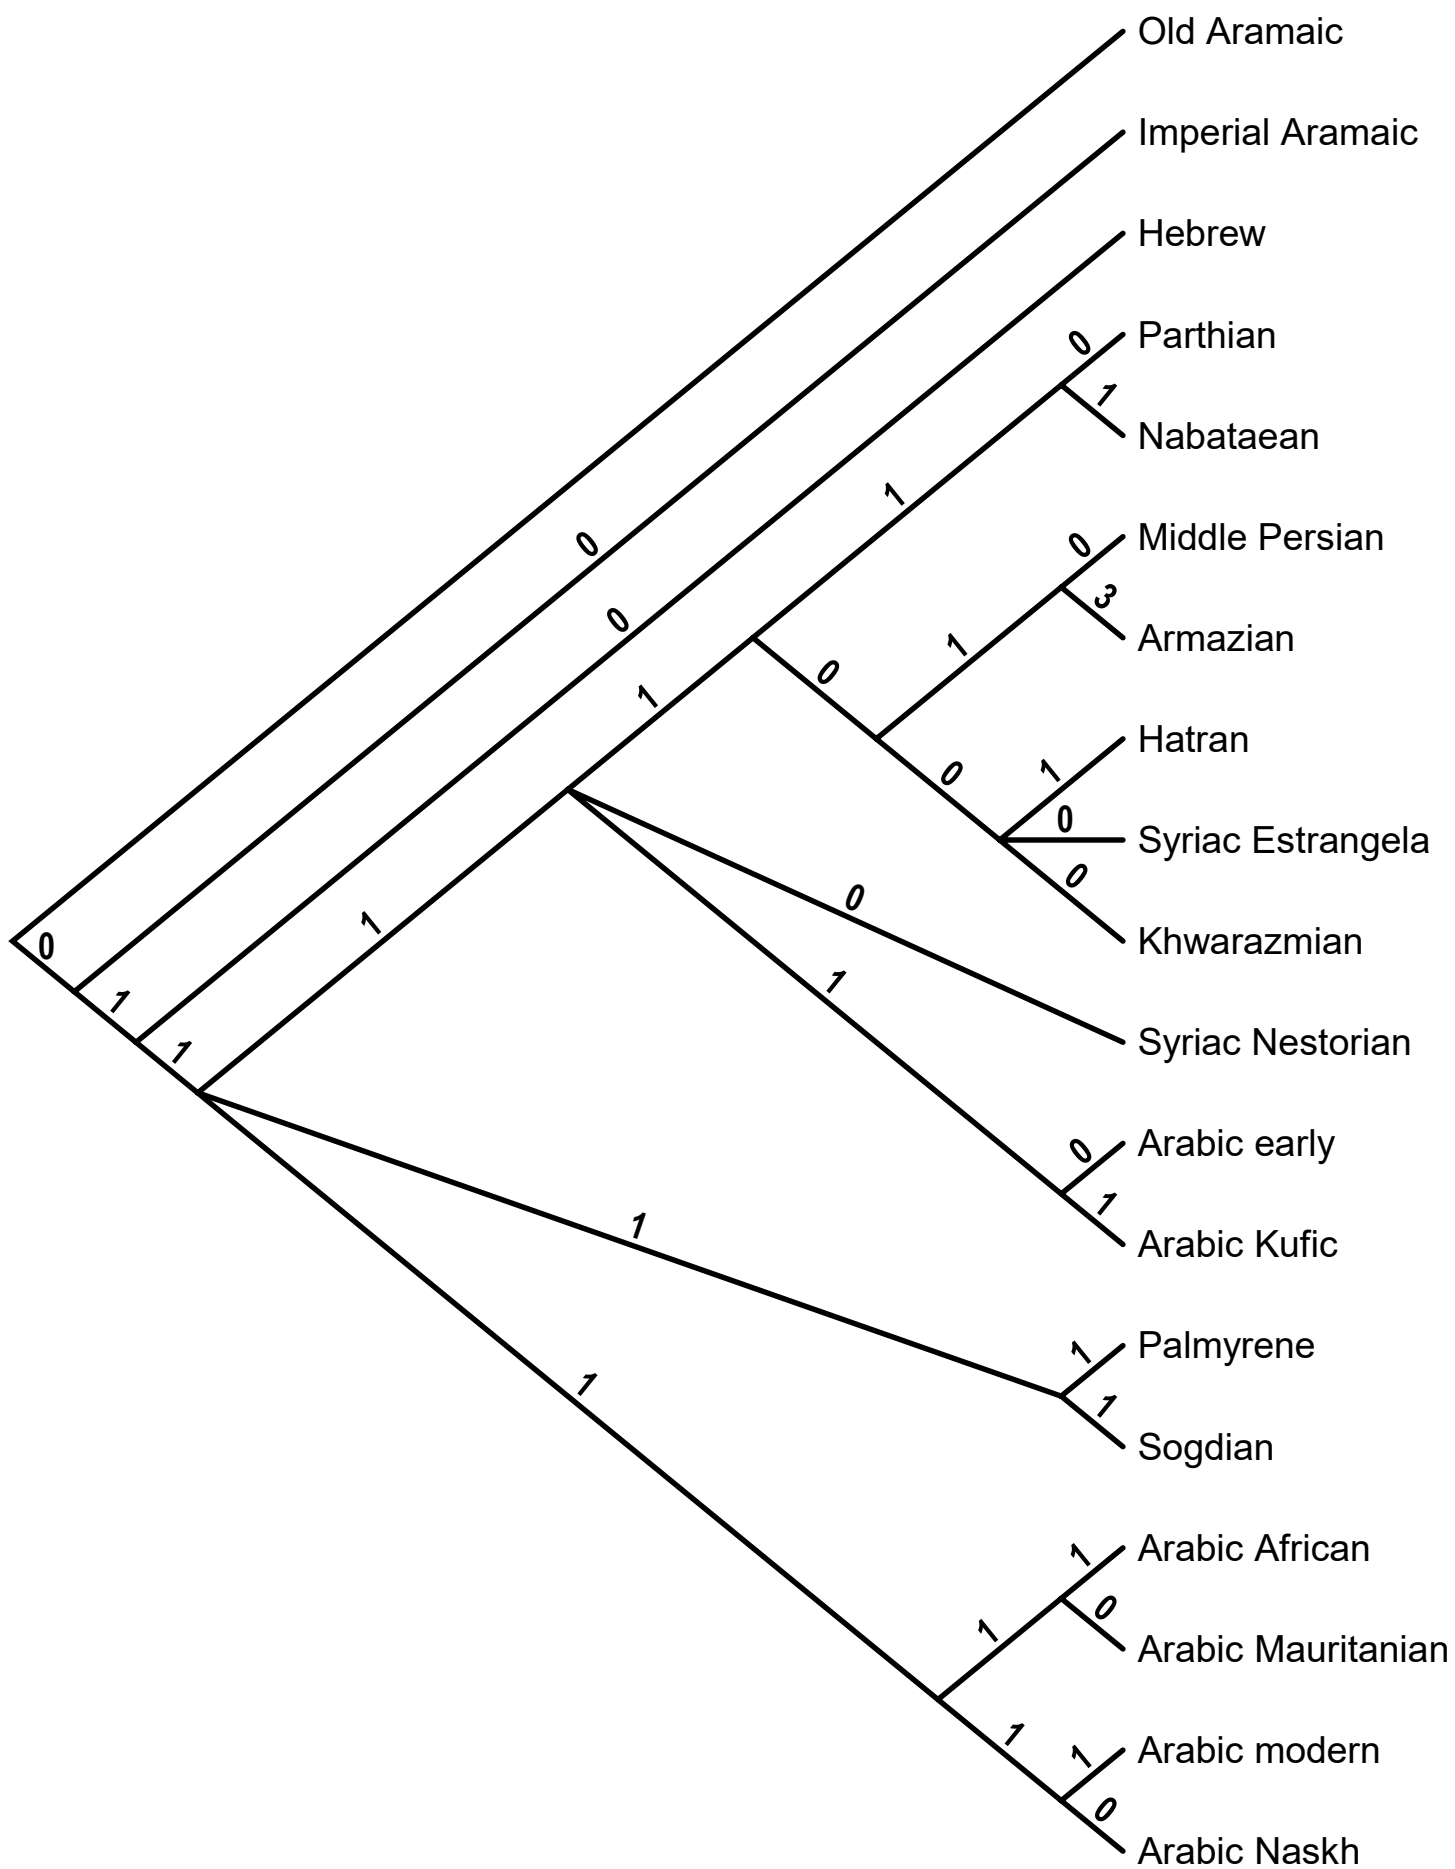 Old Aramaic
Imperial Aramaic
Hebrew
0
Parthian
1
Nabataean
1
0
Middle Persian
0
3
Armazian
0
1
0
1
Hatran
0
1
0
Syriac Estrangela
0
0
Khwarazmian
1
0
1
Syriac Nestorian
1
1
0
Arabic early
1
Arabic Kufic
1
1
Palmyrene
1
1
Sogdian
1
Arabic African
0
1
Arabic Mauritanian
1
1
Arabic modern
0
Arabic Naskh